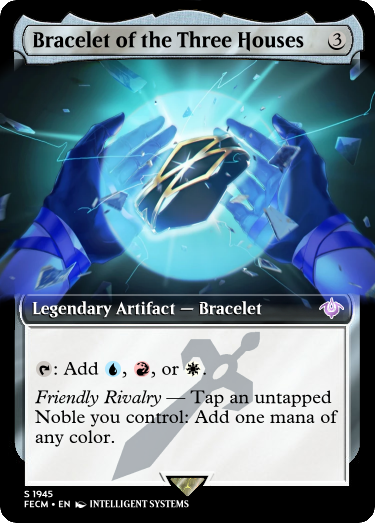 Bracelet of the Three Houses 3
Legendary Artifact — Bracelet
: Add , , or .
Friendly Rivalry — Tap an untapped
Noble you control: Add one mana of
any color.
S 1945
FECM • EN INTELLIGENT SYSTEMS